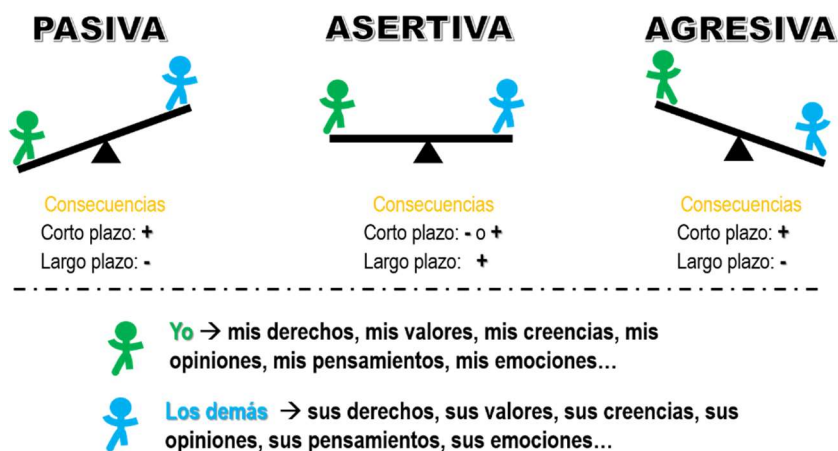 PASIVA
ASERTIVA
AGRESIVA
Consecuencias
Corto plazo: +
Largo plazo: -
Consecuencias
Corto plazo: - o +
Largo plazo: +
Consecuencias
Corto plazo: +
Largo plazo: -
Yo → mis derechos, mis valores, mis creencias, mis
opiniones, mis pensamientos, mis emociones…
Los demás → sus derechos, sus valores, sus creencias, sus
opiniones, sus pensamientos, sus emociones…